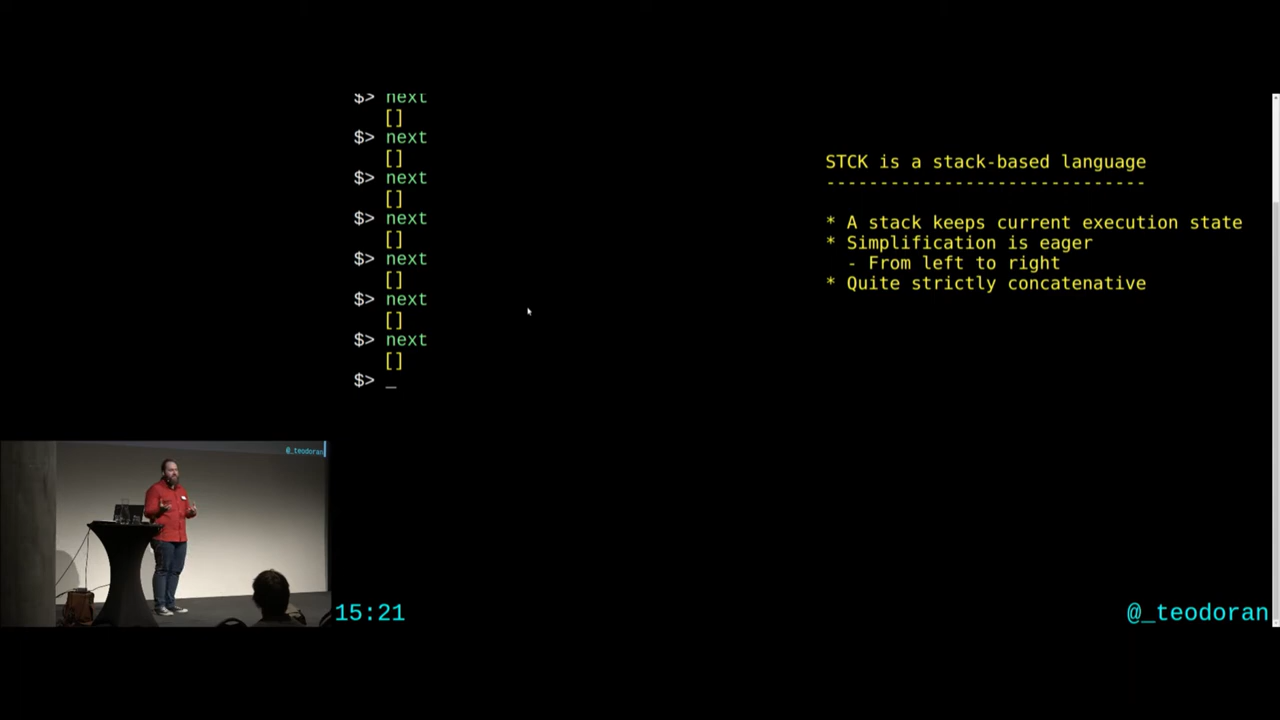 $> next
[]
$> next
[]
$> next
[]
$> next
[]
$> next
[]
$> next
[]
$> next
[]
$> _
STCK is a stack-based language
------------------------------
* A stack keeps current execution state
* Simplification is eager
- From left to right
* Quite strictly concatenative
@_teodoran
15:21
@_teodoran